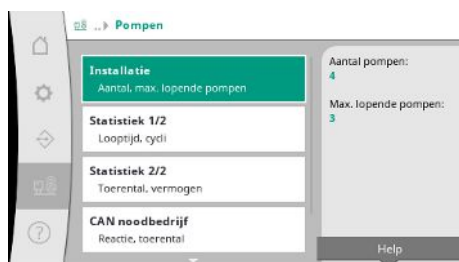 ..▸ Pompen
Installatie
Aantal, max. lopende pompen
Statistiek 1/2
Looptijd, cycli
Statistiek 2/2
Toerental, vermogen
CAN noodbedrijf
Reactie, toerental
Aantal pompen:
4
Max. lopende pompen:
3
Help